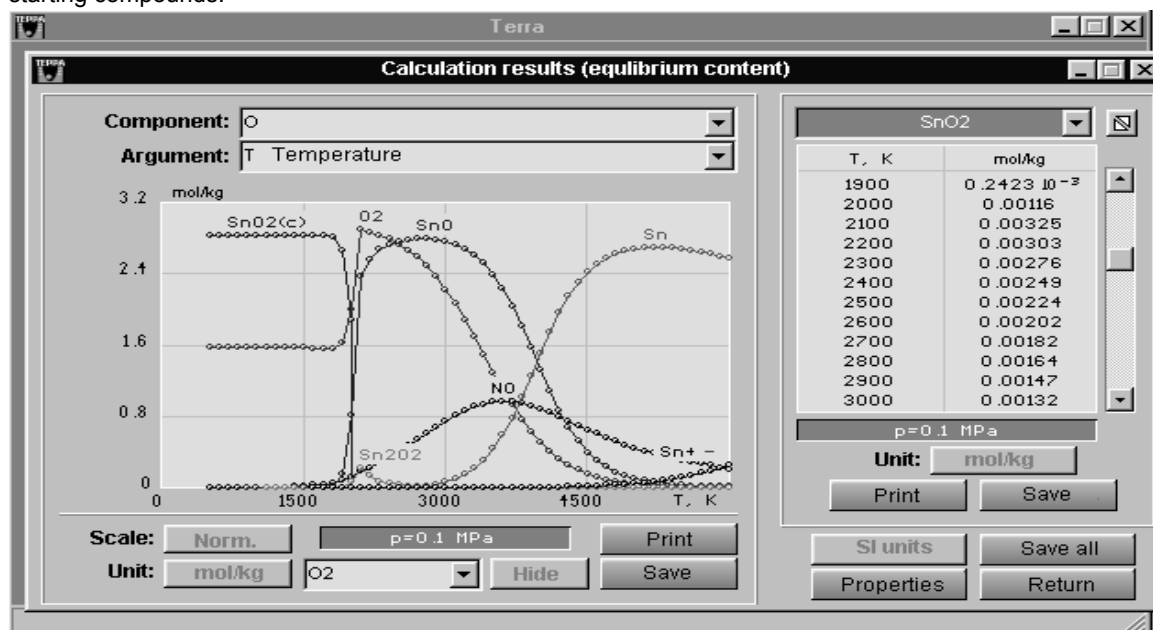 starting compounds.
TERRA
Terra
TERRA
Calculation results (equlibrium content)
Component: O
Argument: T Temperature
mol/kg
3.2
2.4
1.6
0.8
0
SnO2(c)
O2
SnO
Sn
NO
Sn2O2
Sn+ -
0 1500 3000 4500 T, K
Scale: Norm. p=0.1 MPa Print
Unit: mol/kg O2 Hide Save
SnO2
T, K mol/kg
1900 0.2423 10⁻³
2000 0.00116
2100 0.00325
2200 0.00303
2300 0.00276
2400 0.00249
2500 0.00224
2600 0.00202
2700 0.00182
2800 0.00164
2900 0.00147
3000 0.00132
p=0.1 MPa
Unit: mol/kg
Print Save
SI units Save all
Properties Return